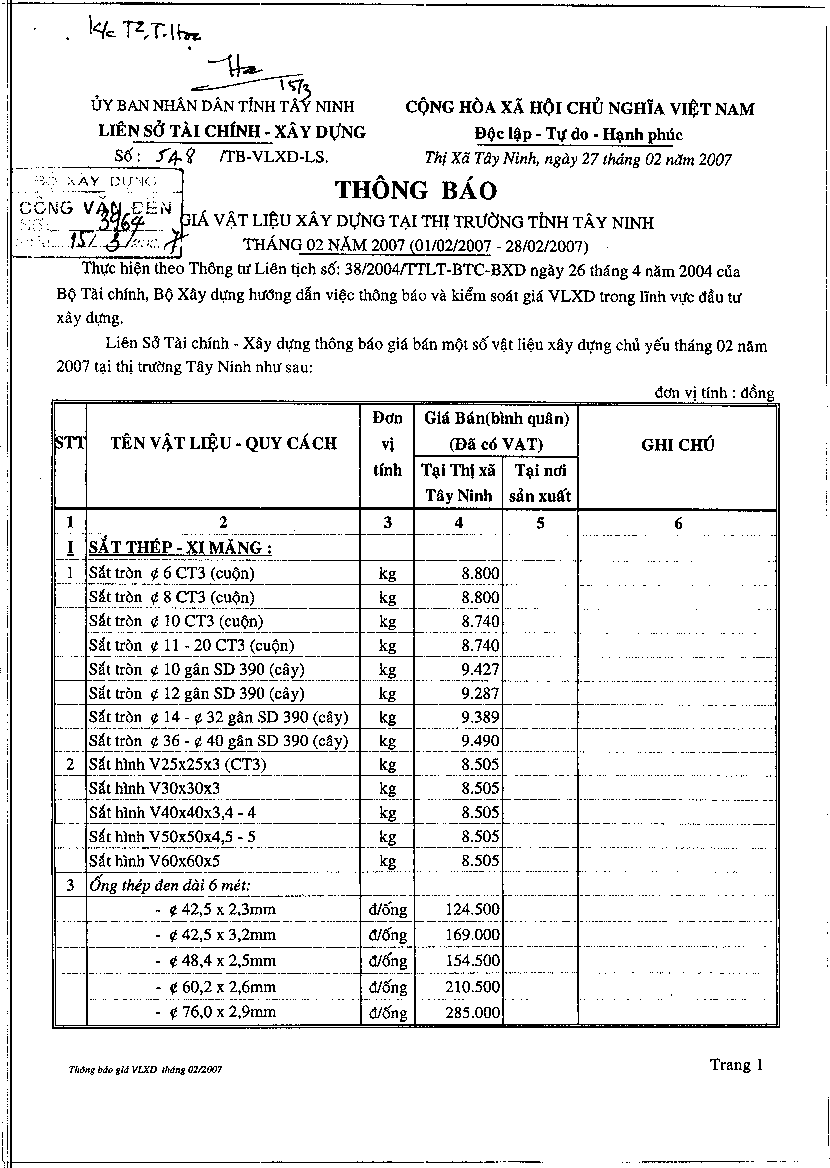 K/c T2, T.Học
15/3
ỦY BAN NHÂN DÂN TỈNH TÂY NINH
LIÊN SỞ TÀI CHÍNH - XÂY DỰNG
Số: 548 /TB-VLXD-LS.
CỘNG HÒA XÃ HỘI CHỦ NGHĨA VIỆT NAM
Độc lập - Tự do - Hạnh phúc
Thị Xã Tây Ninh, ngày 27 tháng 02 năm 2007
BỘ XÂY DỰNG
CÔNG VĂN ĐẾN
SỐ 3964
15/3/ 7
THÔNG BÁO
GIÁ VẬT LIỆU XÂY DỰNG TẠI THỊ TRƯỜNG TỈNH TÂY NINH
THÁNG 02 NĂM 2007 (01/02/2007 - 28/02/2007)
Thực hiện theo Thông tư Liên tịch số: 38/2004/TTLT-BTC-BXD ngày 26 tháng 4 năm 2004 của
Bộ Tài chính, Bộ Xây dựng hướng dẫn việc thông báo và kiểm soát giá VLXD trong lĩnh vực đầu tư
xây dựng.
Liên Sở Tài chính - Xây dựng thông báo giá bán một số vật liệu xây dựng chủ yếu tháng 02 năm
2007 tại thị trường Tây Ninh như sau:
đơn vị tính : đồng
STT TÊN VẬT LIỆU - QUY CÁCH Đơn vị tính Giá Bán(bình quân) (Đã có VAT) GHI CHÚ
Tại Thị xã Tây Ninh Tại nơi sản xuất
1 2 3 4 5 6
I SẮT THÉP - XI MĂNG :
1 Sắt tròn ¢ 6 CT3 (cuộn) kg 8.800
Sắt tròn ¢ 8 CT3 (cuộn) kg 8.800
Sắt tròn ¢ 10 CT3 (cuộn) kg 8.740
Sắt tròn ¢ 11 - 20 CT3 (cuộn) kg 8.740
Sắt tròn ¢ 10 gân SD 390 (cây) kg 9.427
Sắt tròn ¢ 12 gân SD 390 (cây) kg 9.287
Sắt tròn ¢ 14 - ¢ 32 gân SD 390 (cây) kg 9.389
Sắt tròn ¢ 36 - ¢ 40 gân SD 390 (cây) kg 9.490
2 Sắt hình V25x25x3 (CT3) kg 8.505
Sắt hình V30x30x3 kg 8.505
Sắt hình V40x40x3,4 - 4 kg 8.505
Sắt hình V50x50x4,5 - 5 kg 8.505
Sắt hình V60x60x5 kg 8.505
3 Ống thép đen dài 6 mét:
- ¢ 42,5 x 2,3mm đ/ống 124.500
- ¢ 42,5 x 3,2mm đ/ống 169.000
- ¢ 48,4 x 2,5mm đ/ống 154.500
- ¢ 60,2 x 2,6mm đ/ống 210.500
- ¢ 76,0 x 2,9mm đ/ống 285.000
Thông báo giá VLXD tháng 02/2007
Trang 1